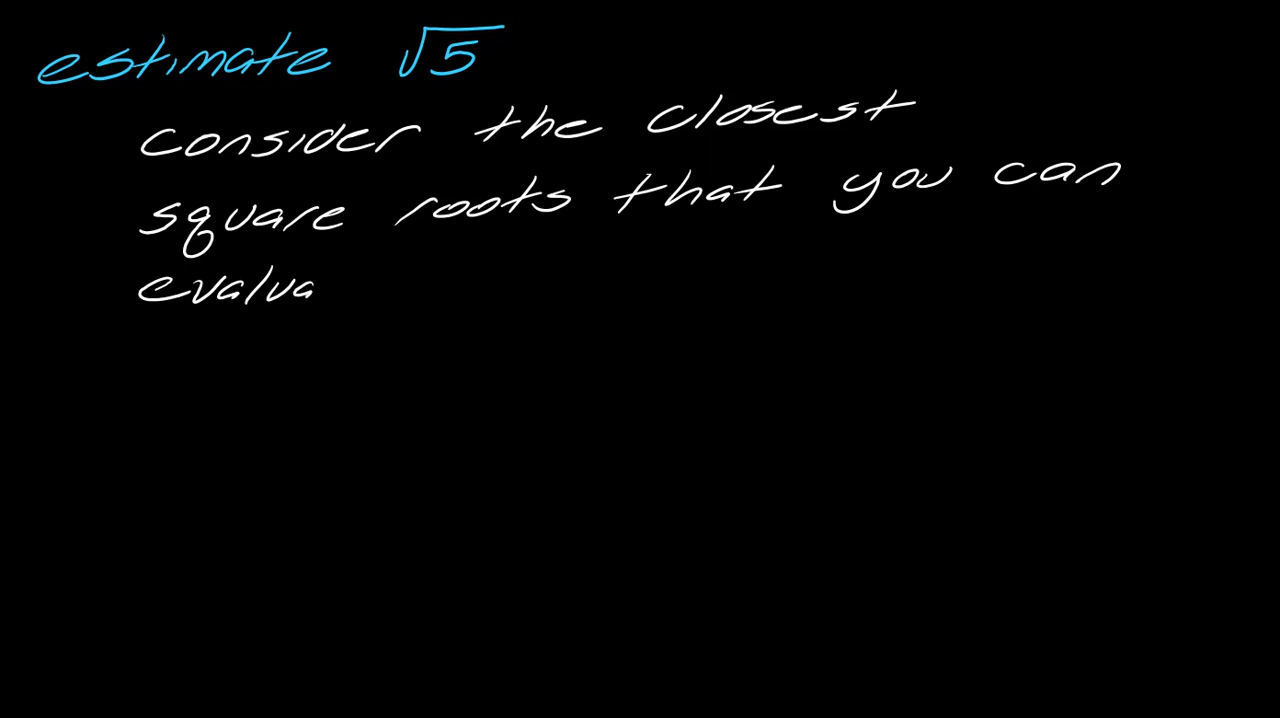 estimate √5
consider the closest
square roots that you can
evalua